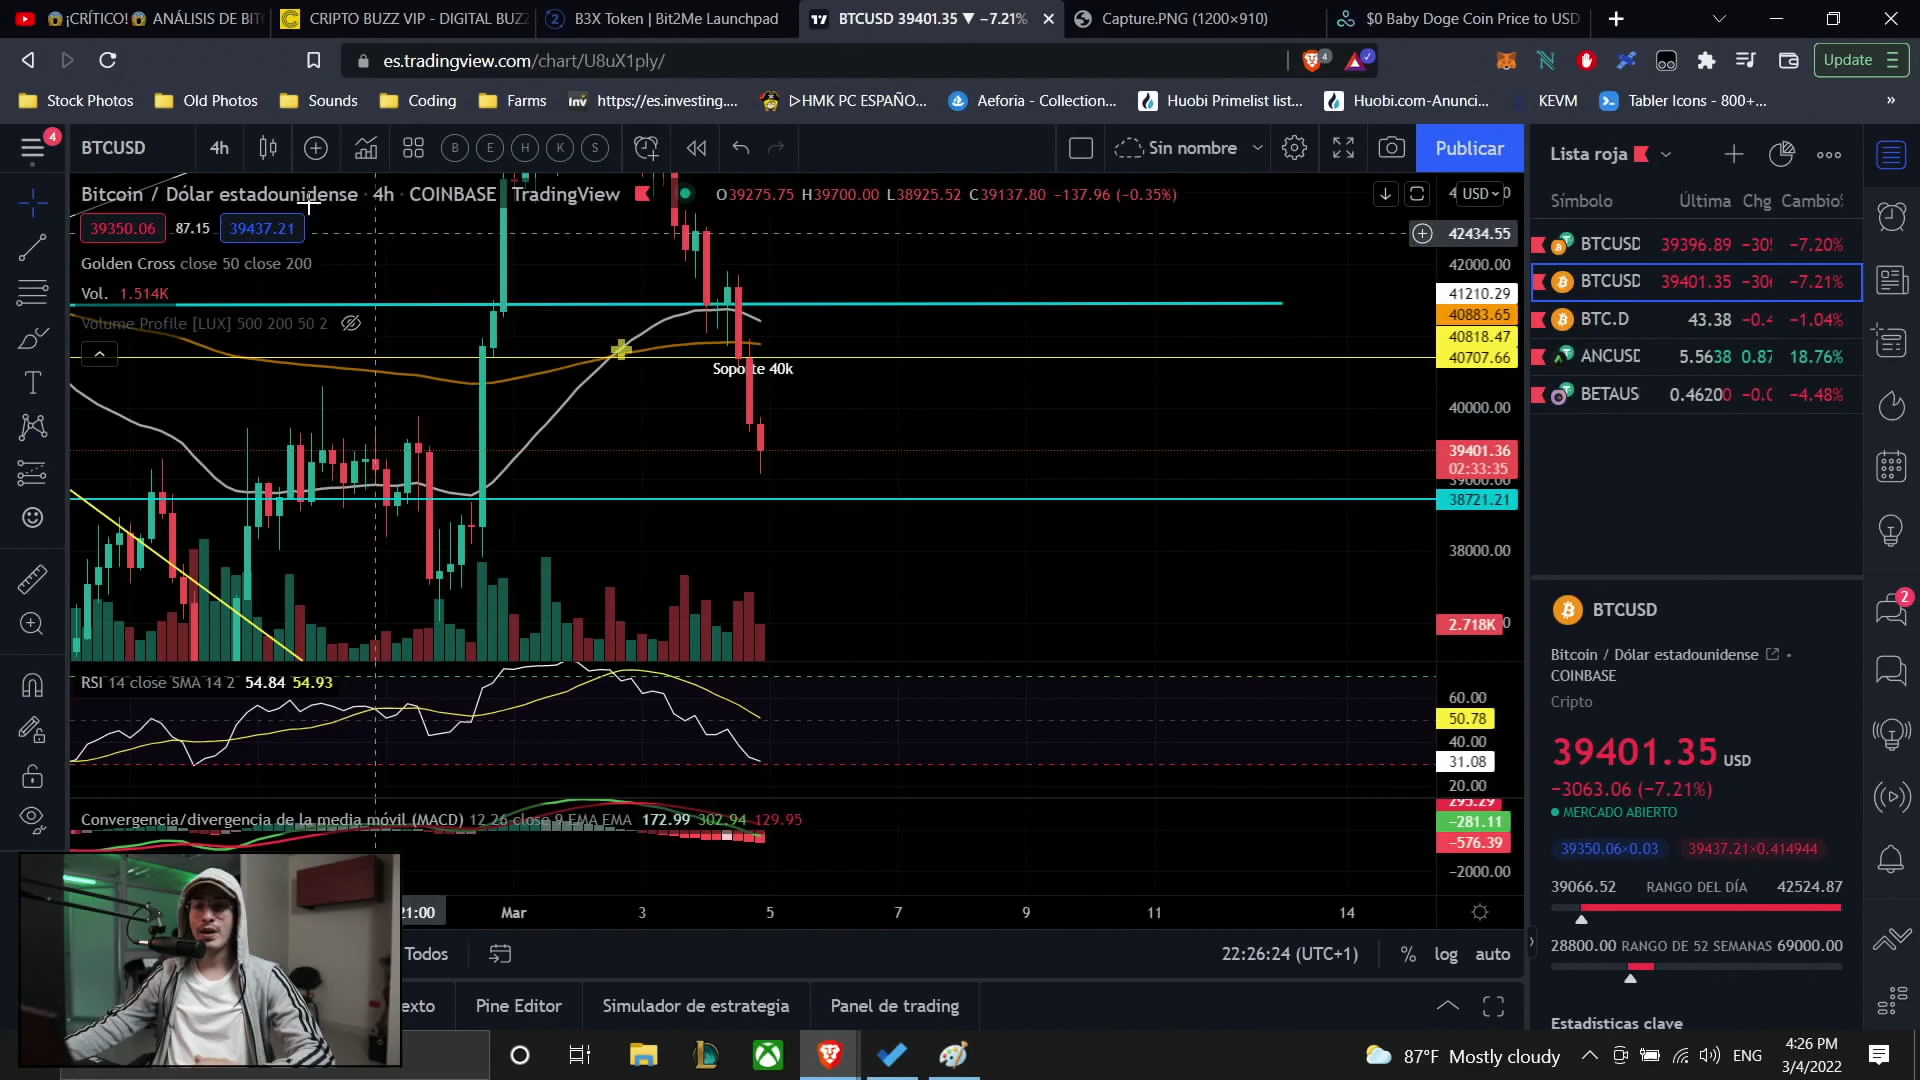 ¡CRÍTICO! ANÁLISIS DE BIT
CRIPTO BUZZ VIP - DIGITAL BUZZ
B3X Token | Bit2Me Launchpad
BTCUSD 39401.35 ▼ −7.21%
Capture.PNG (1200×910)
$0 Baby Doge Coin Price to USD
es.tradingview.com/chart/U8uX1ply/
4
Update
Stock Photos
Old Photos
Sounds
Coding
Farms
inv https://es.investing....
▷HMK PC ESPAÑO...
Aeforia - Collection...
Huobi Primelist list...
Huobi.com-Anunci...
KEVM
Tabler Icons - 800+...
»
4
BTCUSD
4h
B
E
H
K
S
Sin nombre
Publicar
Lista roja
Bitcoin / Dólar estadounidense · 4h · COINBASE TradingView
O39275.75 H39700.00 L38925.52 C39137.80 −137.96 (−0.35%)
USD
39350.06 87.15 39437.21
Golden Cross close 50 close 200
Vol. 1.514K
Volume Profile [LUX] 500 200 50 2
Soporte 40k
42434.55
42000.00
41210.29
40883.65
40818.47
40707.66
40000.00
39401.36
02:33:35
39000.00
38721.21
38000.00
2.718K
RSI 14 close SMA 14 2 54.84 54.93
60.00
50.78
40.00
31.08
20.00
Convergencia/divergencia de la media móvil (MACD) 12 26 close 9 EMA EMA 172.99 302.94 129.95
295.29
−281.11
−576.39
−2000.00
21:00
Mar
3
5
7
9
11
14
Todos
22:26:24 (UTC+1)
%
log
auto
exto
Pine Editor
Simulador de estrategia
Panel de trading
Símbolo Última Chg Cambio%
BTCUSD 39396.89 −305 −7.20%
BTCUSD 39401.35 −306 −7.21%
BTC.D 43.38 −0.4 −1.04%
ANCUSD 5.5638 0.87 18.76%
BETAUS 0.46200 −0.0 −4.48%
BTCUSD
Bitcoin / Dólar estadounidense
COINBASE
Cripto
39401.35 USD
−3063.06 (−7.21%)
MERCADO ABIERTO
39350.06×0.03
39437.21×0.414944
39066.52 RANGO DEL DÍA 42524.87
28800.00 RANGO DE 52 SEMANAS 69000.00
Estadísticas clave
2
87°F Mostly cloudy
ENG
4:26 PM
3/4/2022